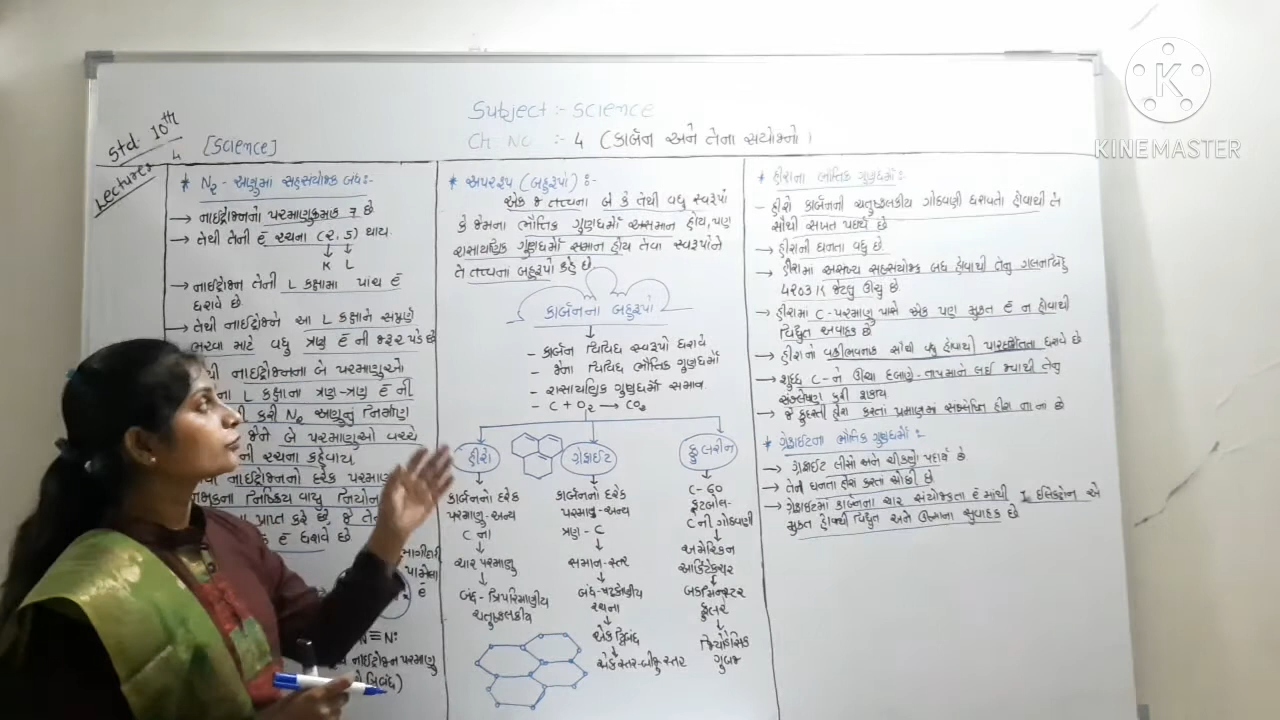 Subject :- Science
Ch. No :- 4 (કાર્બન અને તેના સંયોજનો)
Std. 10th
4 [Science]
Lectures
KINEMASTER
* N₂ - અણુમાં સહસંયોજક બંધ:-
→ નાઈટ્રોજનનો પરમાણુક્રમાંક 7 છે
→ તેથી તેની ē રચના (2, 5) થાય
K L
→ નાઈટ્રોજન તેની L કક્ષામાં પાંચ ē
ધરાવે છે
→ તેથી નાઈટ્રોજને આ L કક્ષાને સંપૂર્ણ
ભરવા માટે વધુ ત્રણ ē ની જરૂર પડે છે
નાઈટ્રોજનના બે પરમાણુઓ
ના L કક્ષાના ત્રણ-ત્રણ ē ની
કરી N₂ અણુનું નિર્માણ
જેને બે પરમાણુઓ વચ્ચે
ની રચના કહેવાય
નાઈટ્રોજનનો દરેક પરમાણુ
નિષ્ક્રિય વાયુ નિયોન
પ્રાપ્ત કરે છે, જે
ē ધરાવે છે
N≡N:
નાઈટ્રોજન પરમાણુ
* અપરરૂપ (બહુરૂપો) :-
એક જ તત્ત્વના બે કે તેથી વધુ સ્વરૂપો
કે જેમના ભૌતિક ગુણધર્મો અસમાન હોય, પણ
રાસાયણિક ગુણધર્મો સમાન હોય તેવા સ્વરૂપોને
તે તત્ત્વના બહુરૂપો કહે છે
કાર્બનના બહુરૂપો
- કાર્બન વિવિધ સ્વરૂપો ધરાવે
- જેના વિવિધ ભૌતિક ગુણધર્મો
- રાસાયણિક ગુણધર્મો સમાન
- C + O₂ → CO₂
હીરો
કાર્બનનો દરેક
પરમાણુ-અન્ય
C ના
↓
ચાર પરમાણુ
↓
બંધ - ત્રિપરિમાણીય
ચતુષ્ફલકીય
ગ્રેફાઈટ
કાર્બનનો દરેક
પરમાણુ-અન્ય
ત્રણ - C
↓
સમાન-સ્તર
↓
બંધ-ષટકોણીય
રચના
↓
એક દ્વિબંધ
↓
એકસ્તર-બીજુ સ્તર
ફુલરીન
C-60
ફૂટબોલ-
C ની ગોઠવણી
↓
અમેરિકન
આર્કિટેક્ચર
↓
બકમિન્સ્ટર
ફુલર
↓
જિયોડેસિક
ગુંબજ
* હીરાના ભૌતિક ગુણધર્મો:
- હીરો કાર્બનની ચતુષ્ફલકીય ગોઠવણી ધરાવતો હોવાથી તે
સૌથી સખત પદાર્થ છે
→ હીરાની ઘનતા વધુ છે
→ હીરામાં અસંખ્ય સહસંયોજક બંધ હોવાથી તેનું ગલનબિંદુ
4203 K જેટલું ઊંચું છે
→ હીરામાં C-પરમાણુ પાસે એક પણ મુક્ત ē ન હોવાથી
વિદ્યુત અવાહક છે
→ હીરાનો વક્રીભવનાંક સૌથી વધુ હોવાથી પારદર્શિતા ધરાવે છે
→ શુદ્ધ C-ને ઊંચા દબાણે-તાપમાને લઈ જવાથી તેનું
સંશ્લેષણ કરી શકાય
→ જે કુદરતી હીરા કરતાં પ્રમાણમાં સંશ્લેષિત હીરા નાના છે
* ગ્રેફાઈટના ભૌતિક ગુણધર્મો :
→ ગ્રેફાઈટ લીસો અને ચીકણો પદાર્થ છે
→ તેની ઘનતા હીરા કરતાં ઓછી છે
→ ગ્રેફાઈટમાં કાર્બનના ચાર સંયોજકતા ē માંથી 1 ઇલેક્ટ્રોન એ
મુક્ત હોવાથી વિદ્યુત અને ઉષ્માના સુવાહક છે